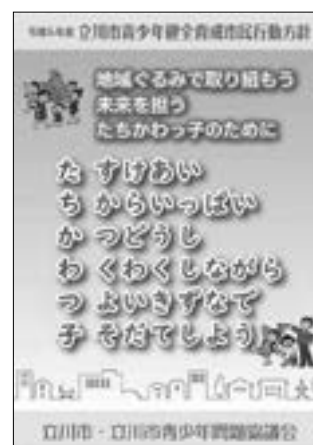 令和5年度 立川市青少年健全育成市民行動方針
地域ぐるみで取り組もう
未来を担う
たちかわっ子のために
た すけあい
ち からいっぱい
か つどうし
わ くわくしながら
つ よいきずなで
子 そだてしよう
立川市・立川市青少年問題協議会